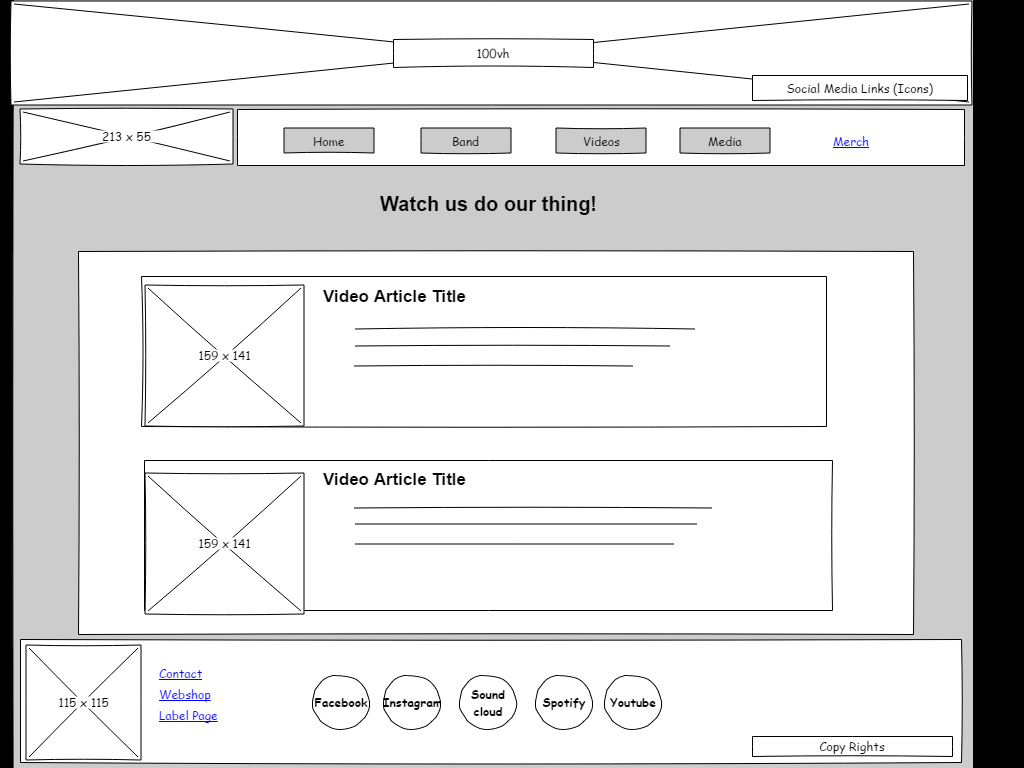 100vh
Social Media Links (Icons)
213 x 55
Home Band Videos Media Merch
Watch us do our thing!
Video Article Title
159 x 141
Video Article Title
159 x 141
115 x 115
Contact
Webshop
Label Page
Facebook Instagram Sound cloud Spotify Youtube
Copy Rights